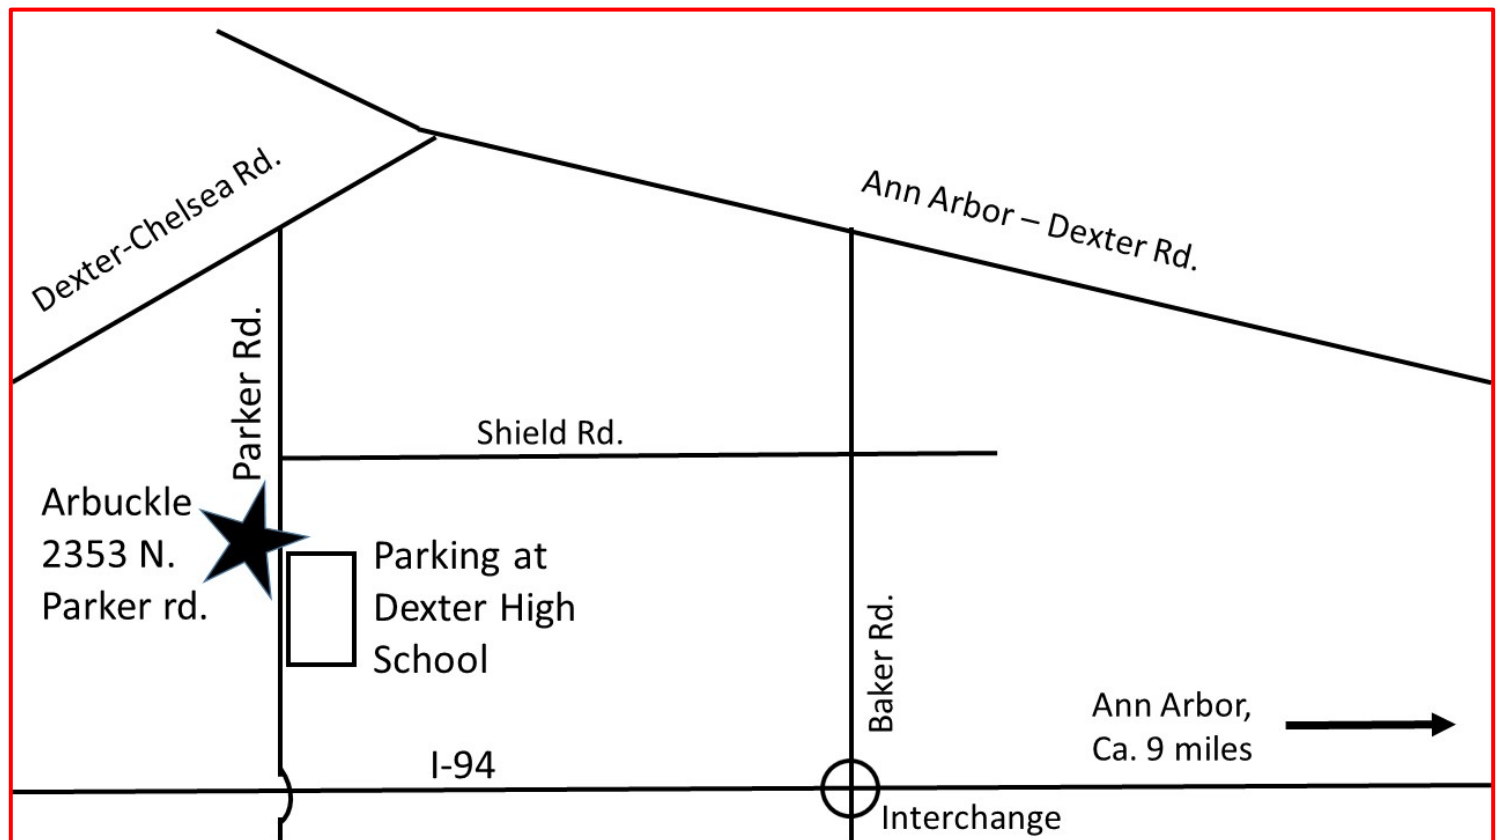 Dexter-Chelsea Rd.
Ann Arbor – Dexter Rd.
Parker Rd.
Shield Rd.
Arbuckle
2353 N.
Parker rd.
Parking at
Dexter High
School
Baker Rd.
Ann Arbor,
Ca. 9 miles
I-94
Interchange